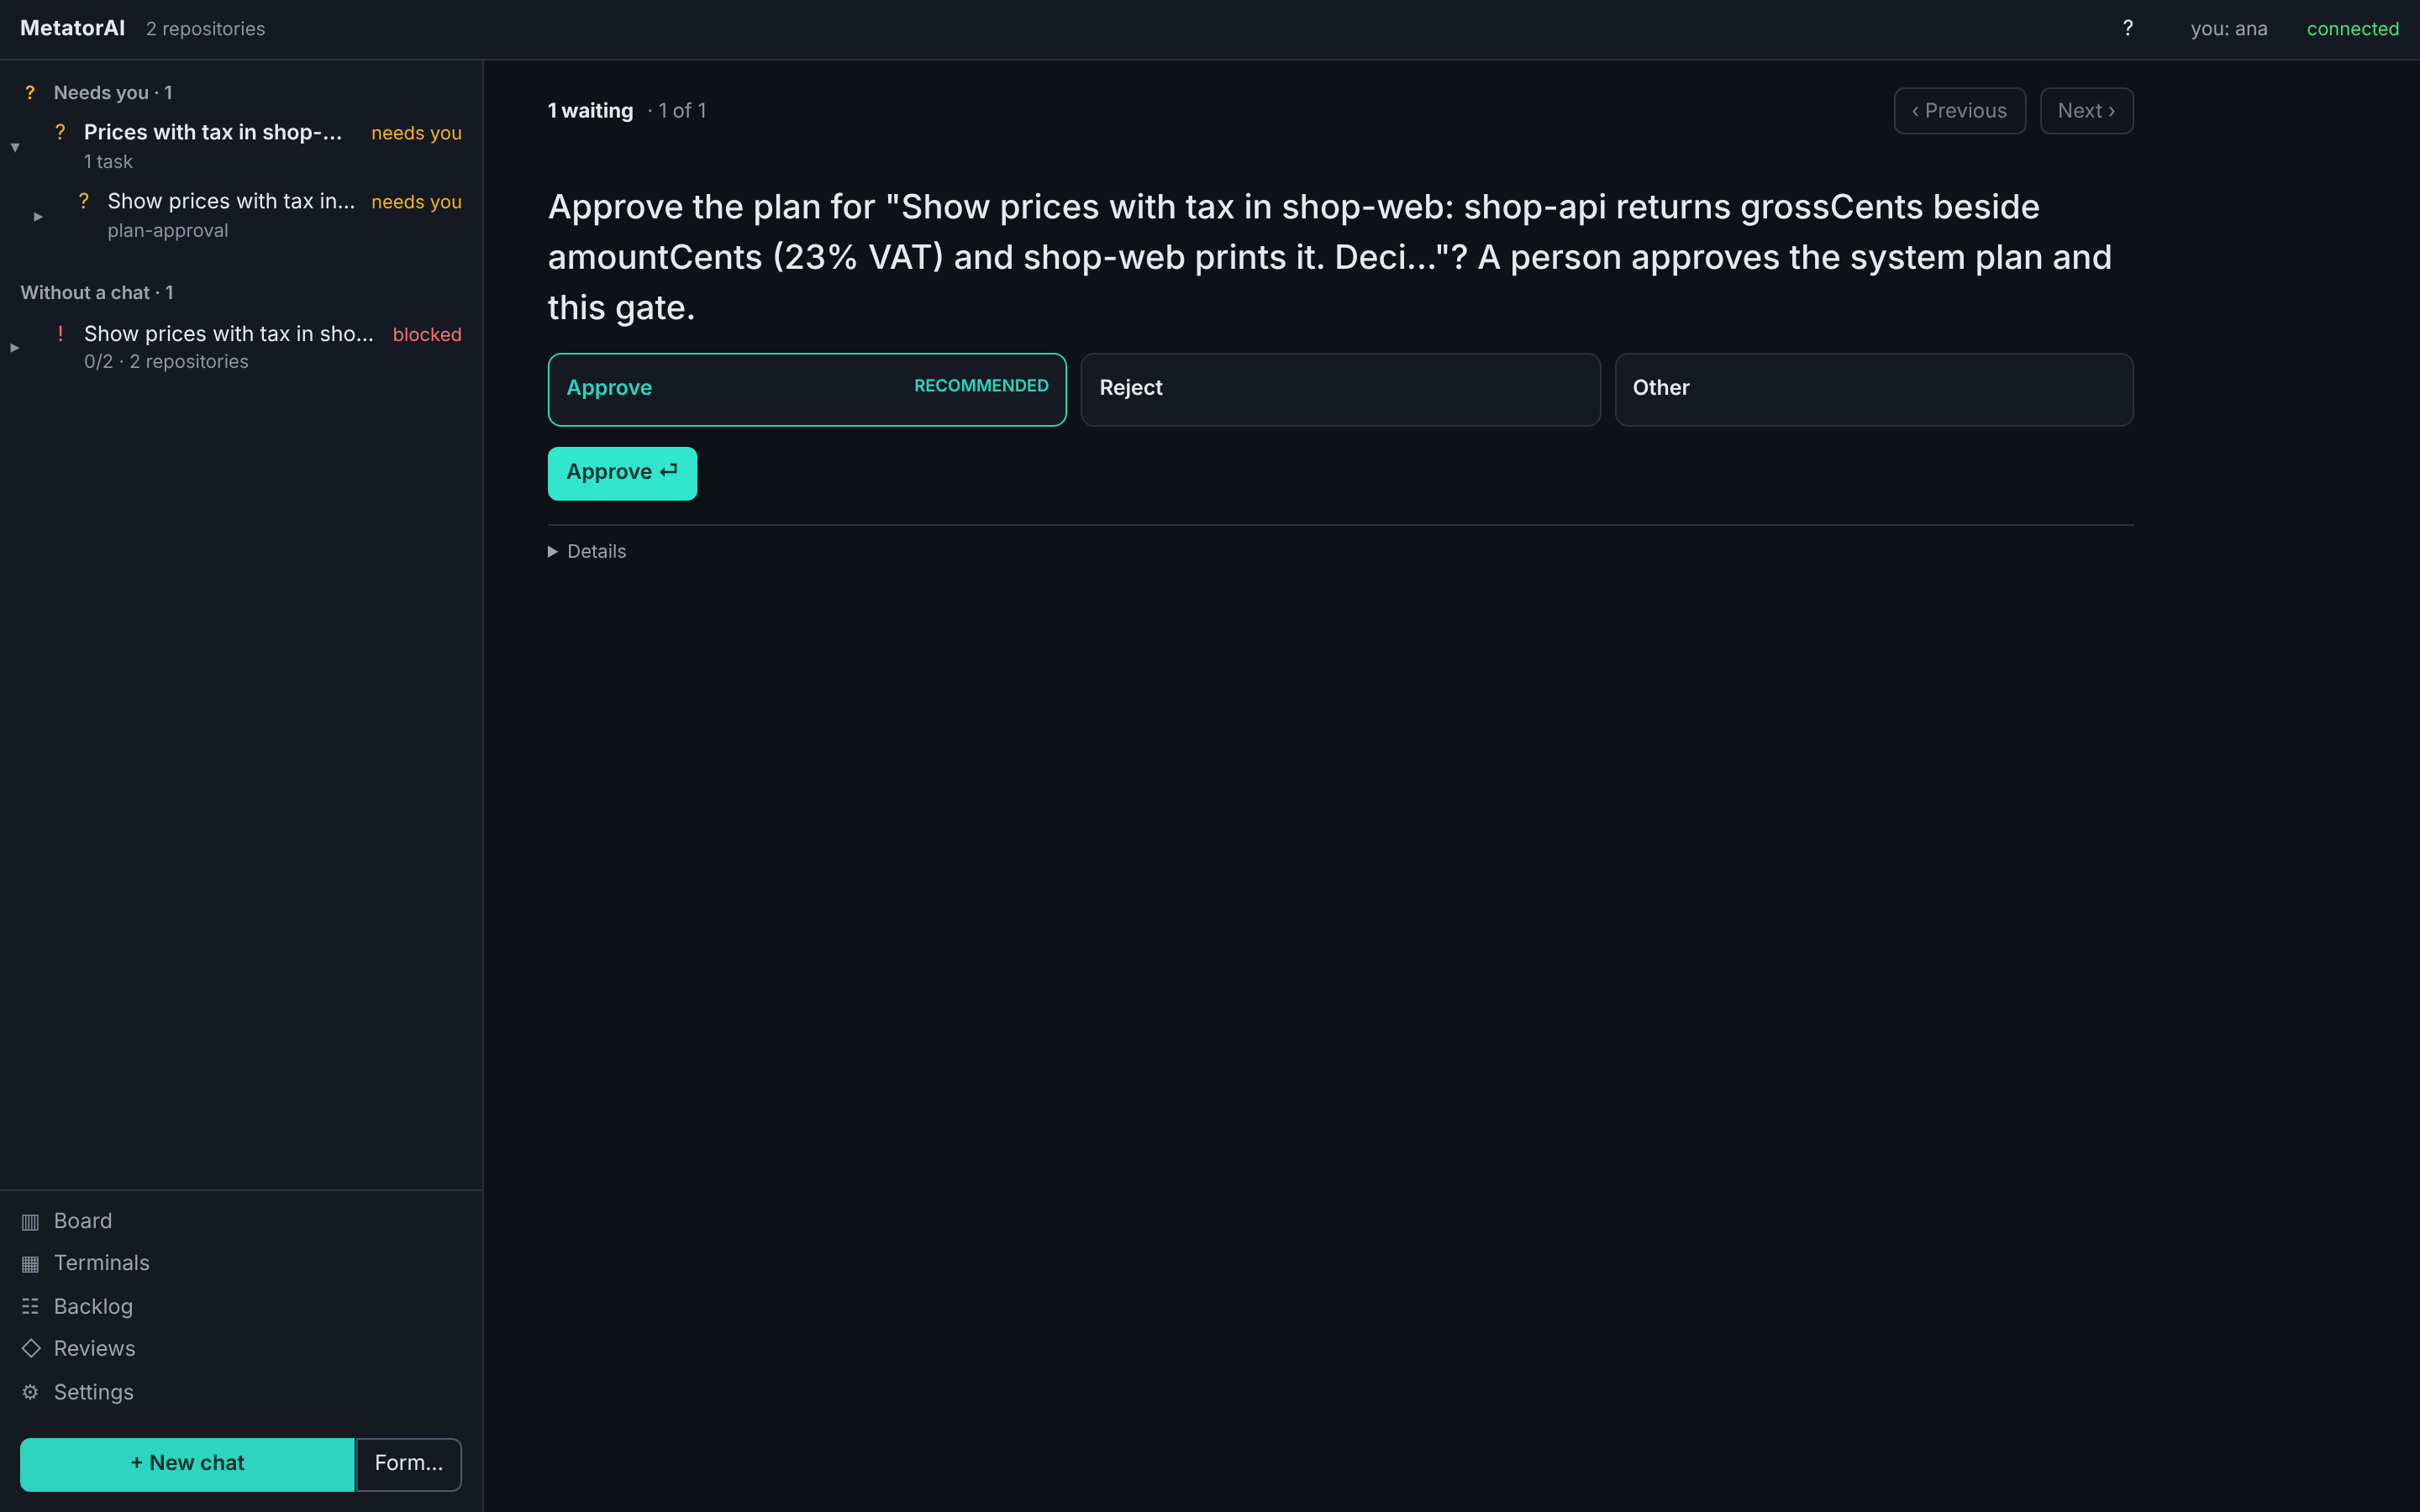 MetatorAI 2 repositories ? you: ana connected
? Needs you · 1
? Prices with tax in shop-... needs you
1 task
? Show prices with tax in... needs you
plan-approval
Without a chat · 1
! Show prices with tax in sho... blocked
0/2 · 2 repositories
Board
Terminals
Backlog
Reviews
Settings
+ New chat Form...
1 waiting · 1 of 1 ‹ Previous Next ›
Approve the plan for "Show prices with tax in shop-web: shop-api returns grossCents beside
amountCents (23% VAT) and shop-web prints it. Deci..."? A person approves the system plan and
this gate.
Approve RECOMMENDED Reject Other
Approve ⏎
Details